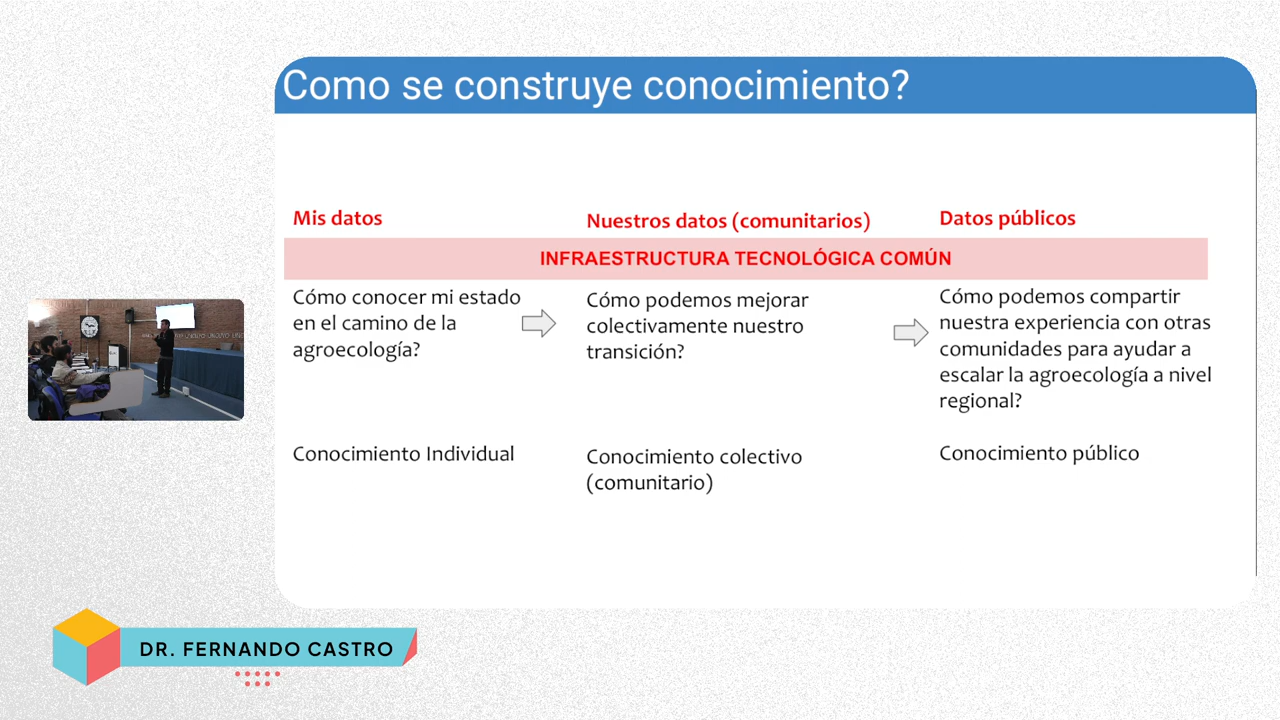 Como se construye conocimiento?
Mis datos
Nuestros datos (comunitarios)
Datos públicos
INFRAESTRUCTURA TECNOLÓGICA COMÚN
Cómo conocer mi estado
en el camino de la
agroecología?
Cómo podemos mejorar
colectivamente nuestro
transición?
Cómo podemos compartir
nuestra experiencia con otras
comunidades para ayudar a
escalar la agroecología a nivel
regional?
Conocimiento Individual
Conocimiento colectivo
(comunitario)
Conocimiento público
DR. FERNANDO CASTRO